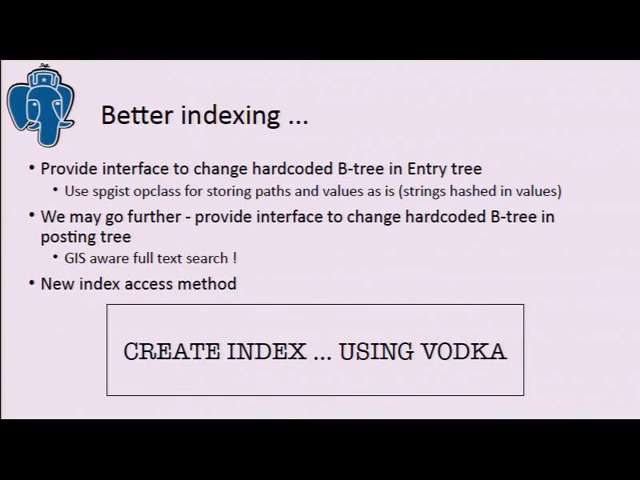 Better indexing ...
• Provide interface to change hardcoded B-tree in Entry tree
• Use spgist opclass for storing paths and values as is (strings hashed in values)
• We may go further - provide interface to change hardcoded B-tree in
posting tree
• GIS aware full text search !
• New index access method
CREATE INDEX ... USING VODKA